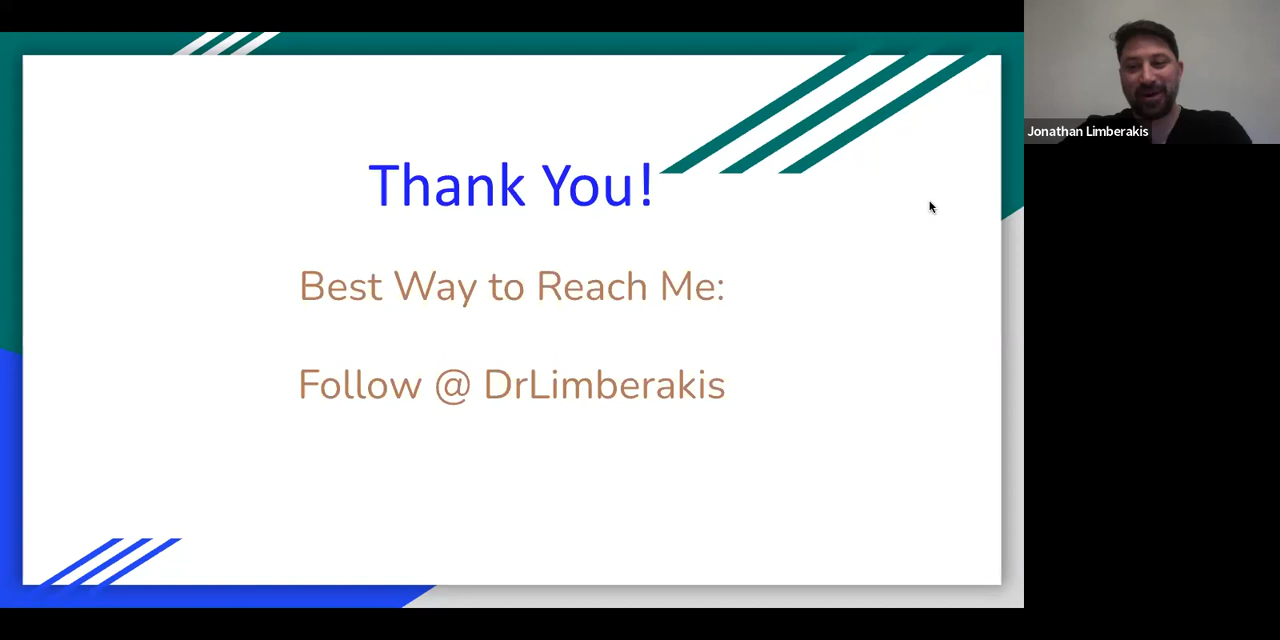 Thank You!
Best Way to Reach Me:
Follow @ DrLimberakis
Jonathan Limberakis